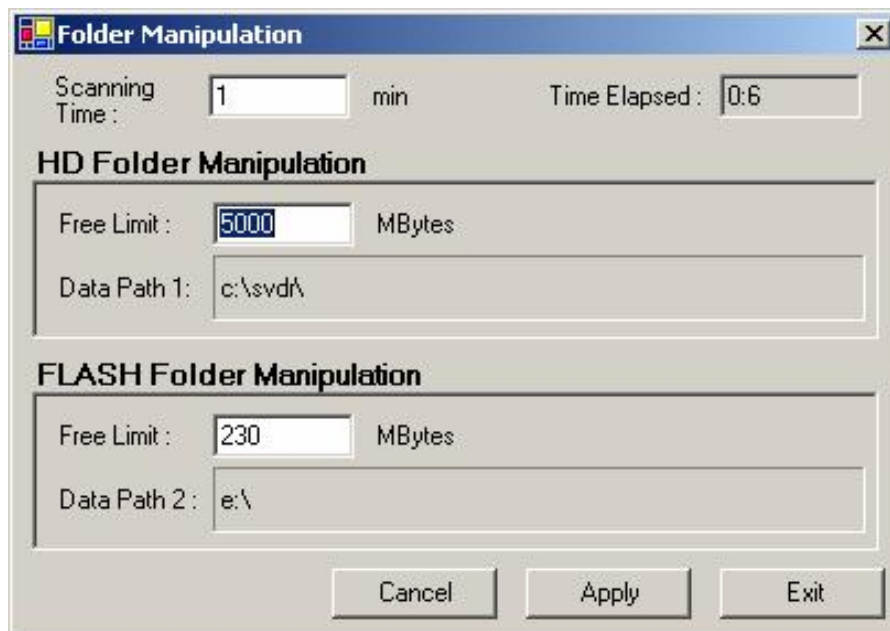 Folder Manipulation
Scanning Time : 1 min Time Elapsed : 0:6
HD Folder Manipulation
Free Limit : 5000 MBytes
Data Path 1: c:\svdr\
FLASH Folder Manipulation
Free Limit : 230 MBytes
Data Path 2 : e:\
Cancel Apply Exit